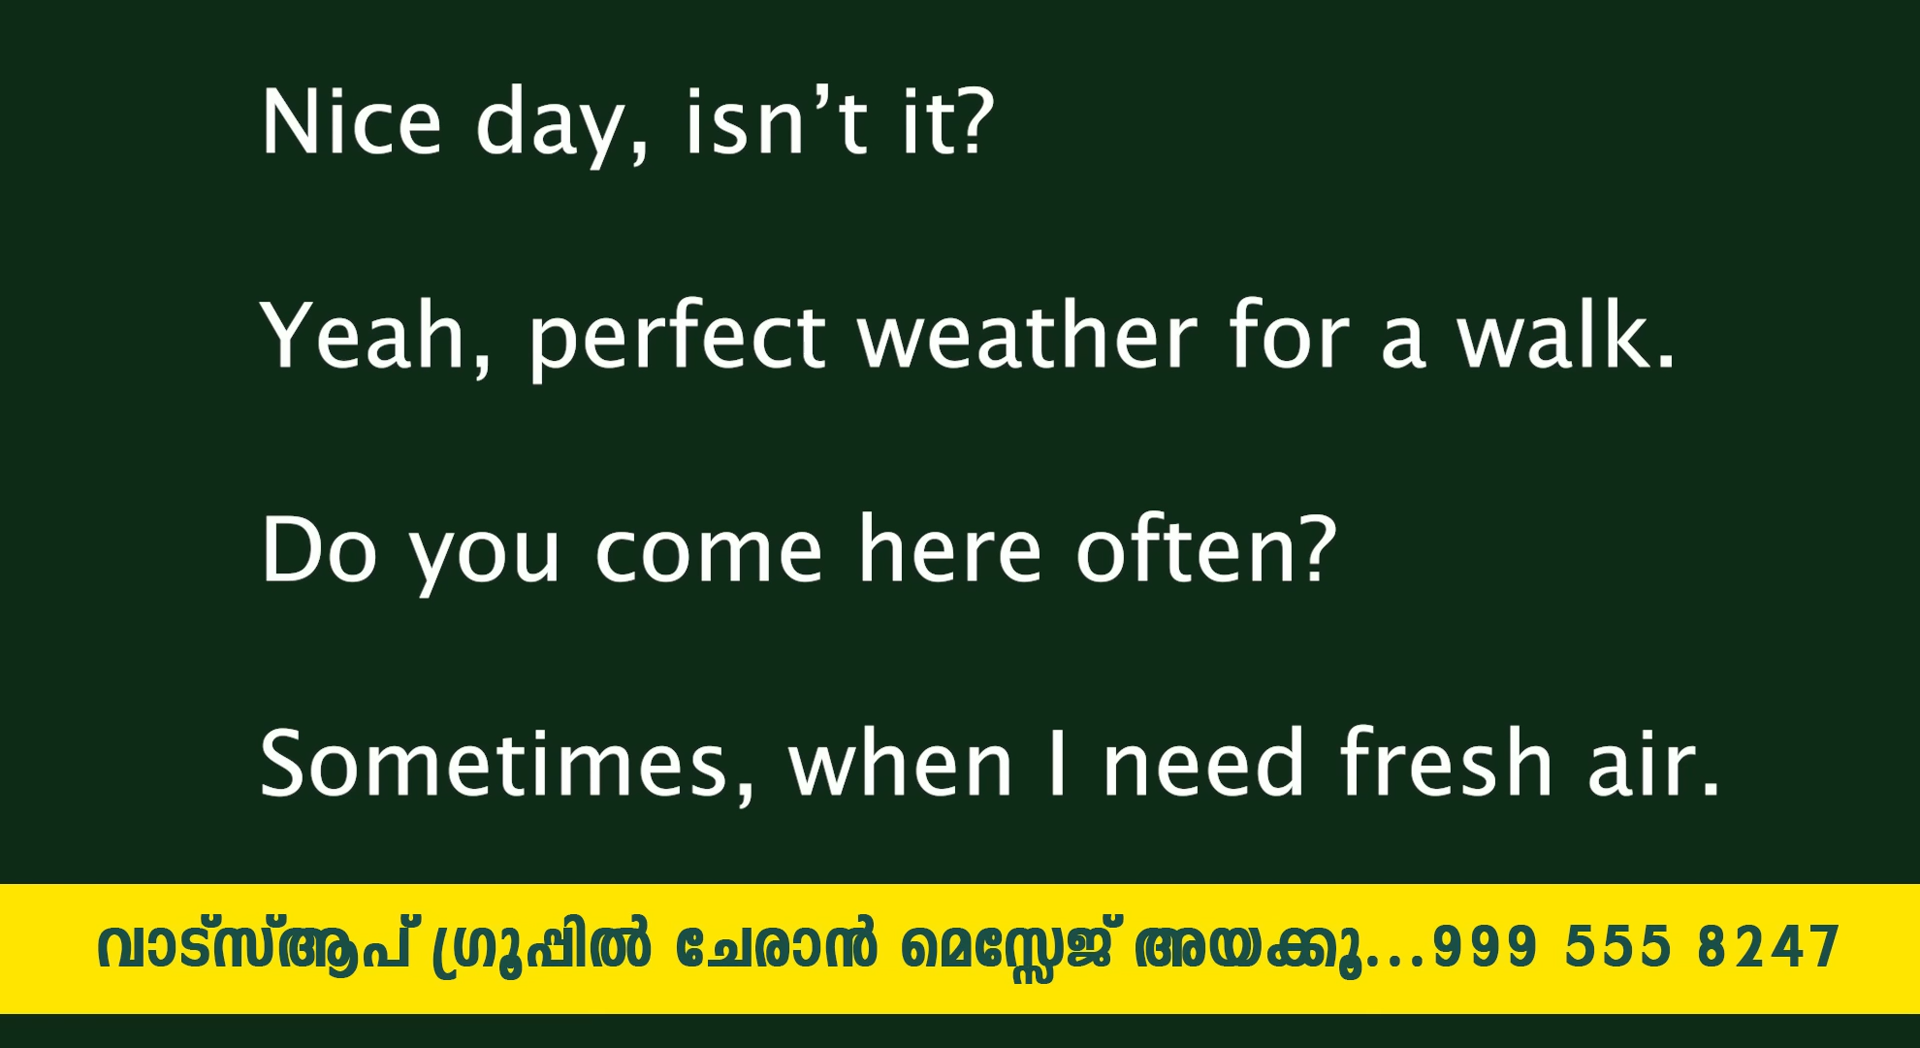 Nice day, isn’t it?
Yeah, perfect weather for a walk.
Do you come here often?
Sometimes, when I need fresh air.
വാട്സ്ആപ് ഗ്രൂപ്പിൽ ചേരാൻ മെസ്സേജ് അയക്കൂ...999 555 8247